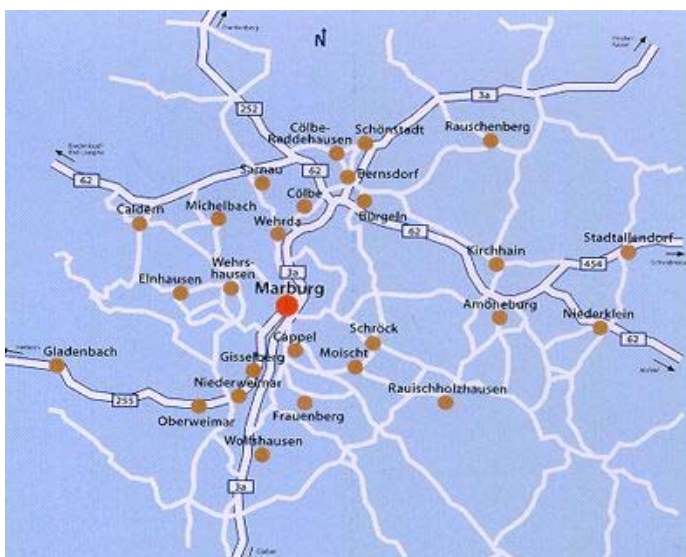 Frankenberg
N
3a
252
Cölbe-
Reddehausen
Schönstadt
Rauschenberg
62
62
Sarnau
Bernsdorf
Caldern
Michelbach
Cölbe
Bürgeln
Wehrda
62
Kirchhain
Stadtallendorf
454
3a
Elnhausen
Wehrs-
hausen
Marburg
Amöneburg
Niederklein
62
Schröck
Cappel
Moischt
Gladenbach
Gisselberg
Niederweimar
Rauischholzhausen
255
Oberweimar
Frauenberg
Wolfshausen
3a